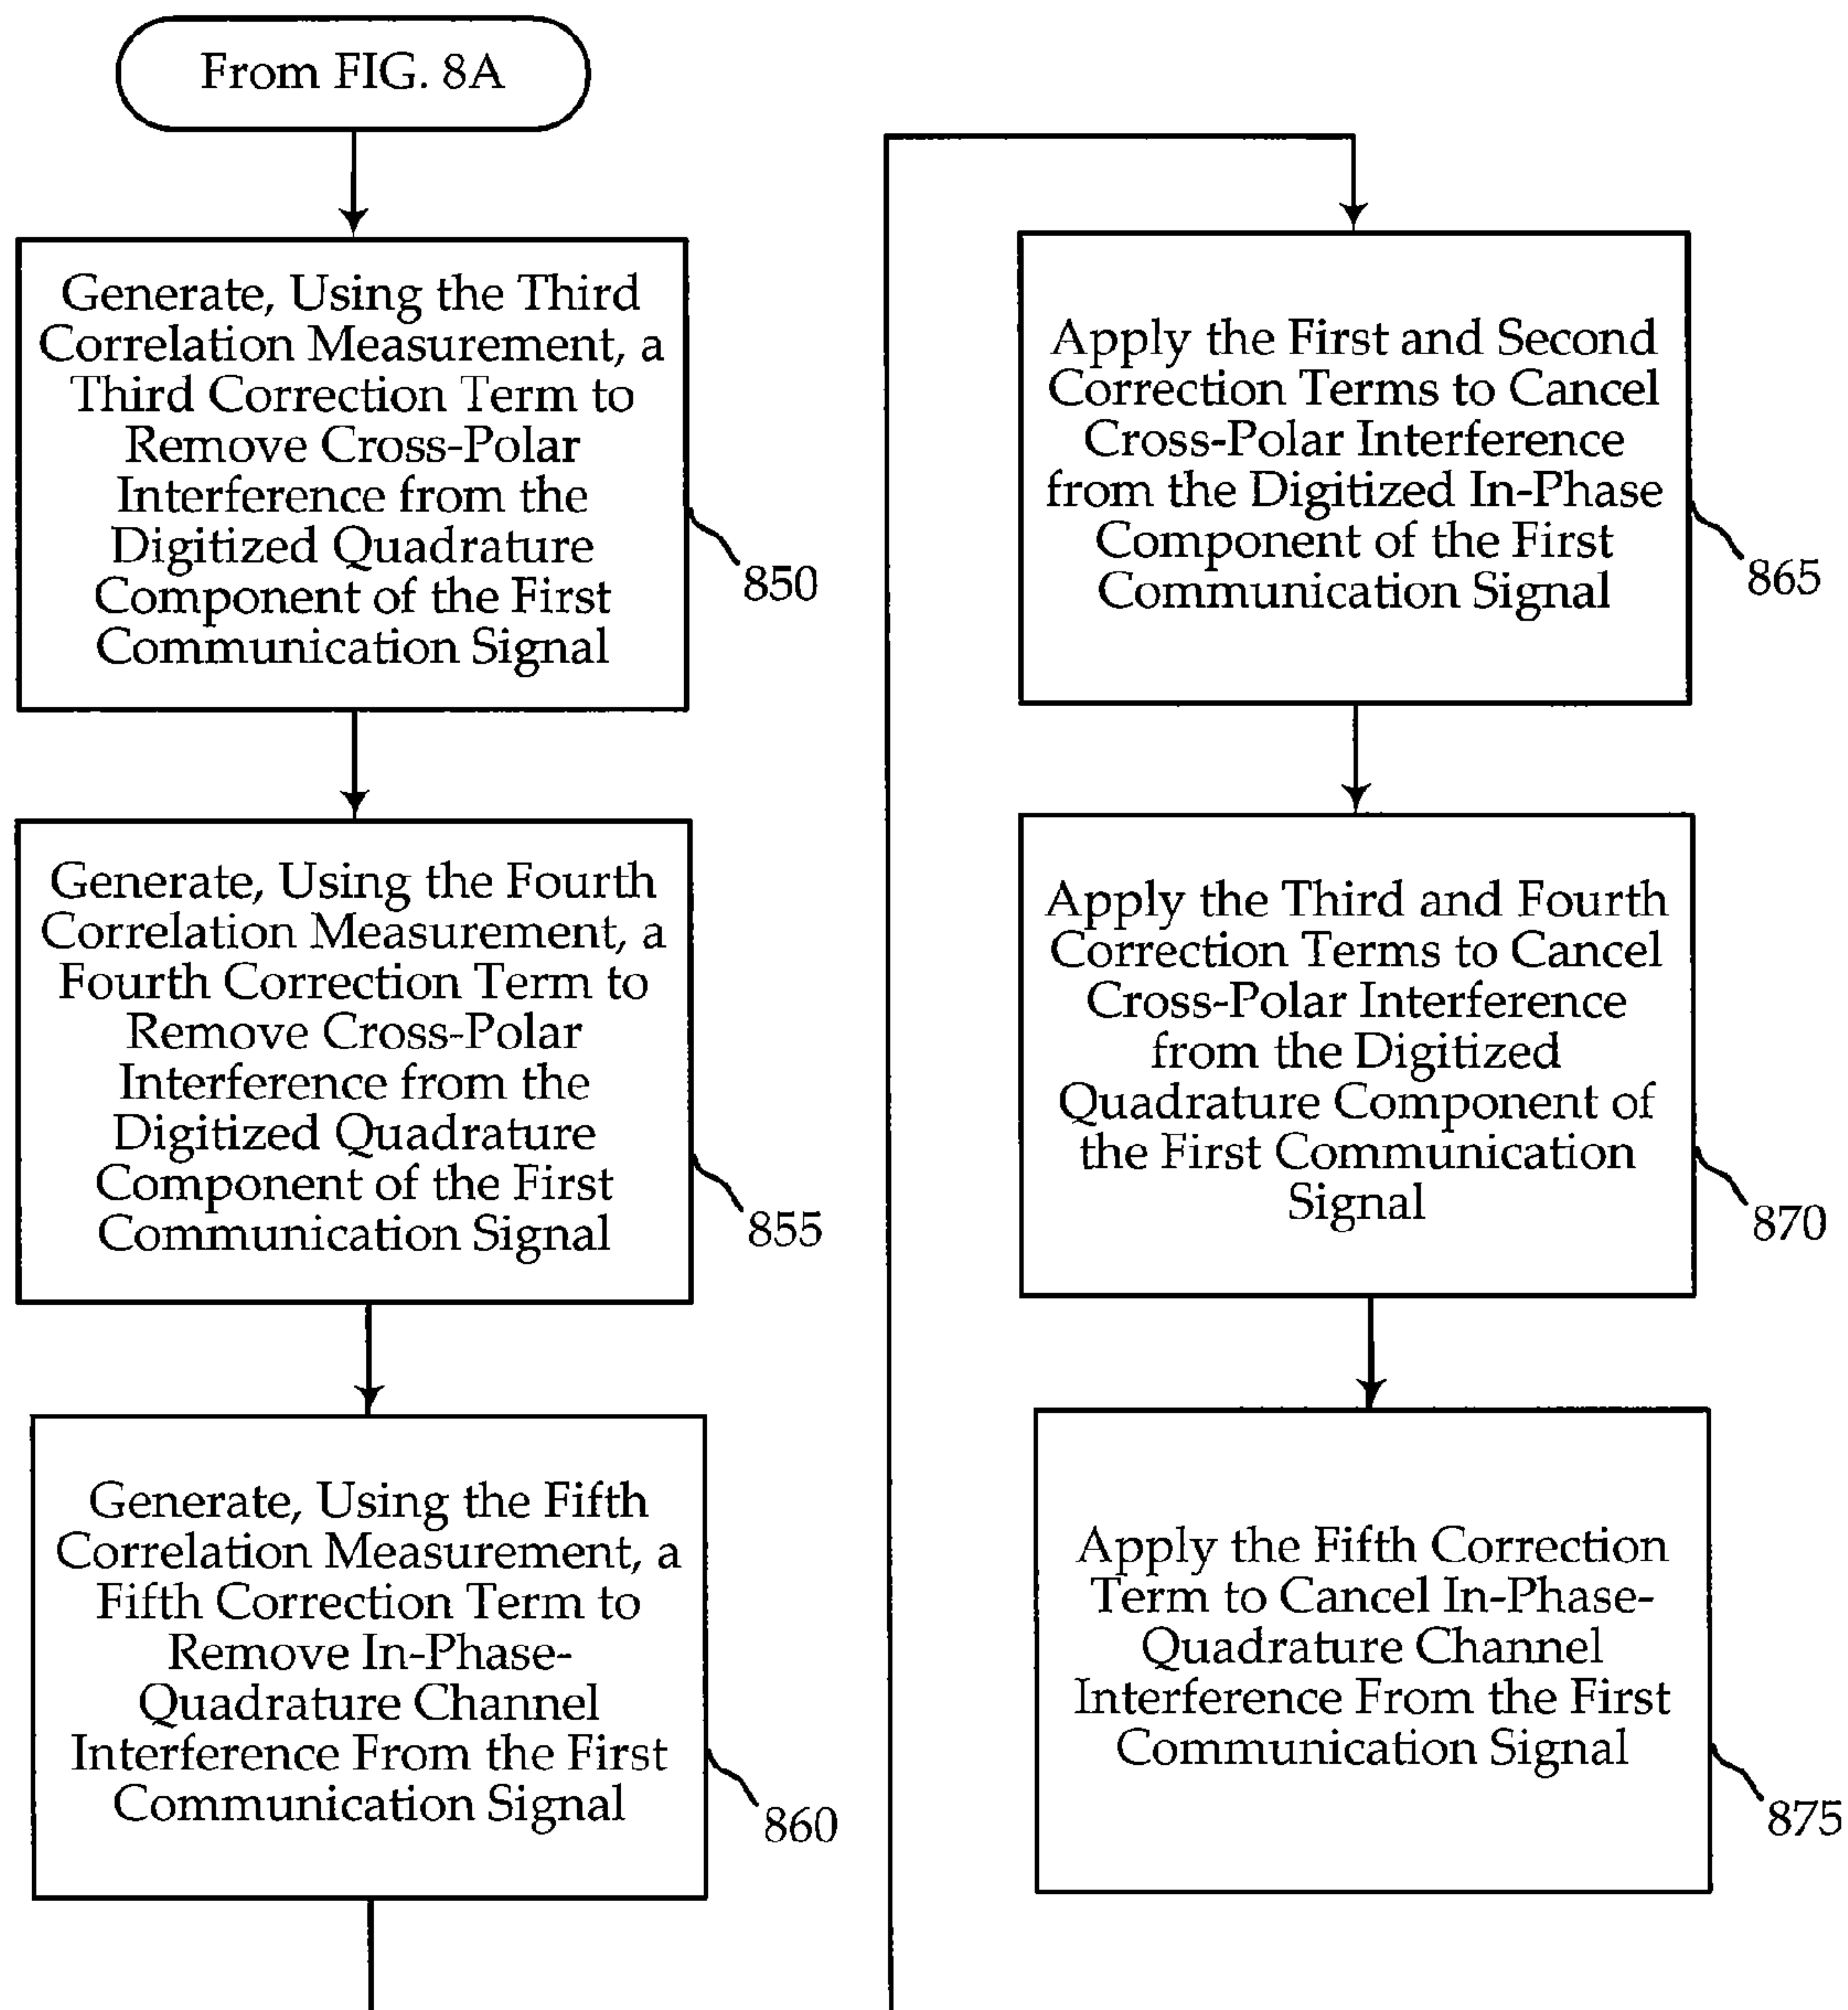 From FIG. 8A
Generate, Using the Third
Correlation Measurement, a
Third Correction Term to
Remove Cross-Polar
Interference from the
Digitized Quadrature
Component of the First
Communication Signal
850
Generate, Using the Fourth
Correlation Measurement, a
Fourth Correction Term to
Remove Cross-Polar
Interference from the
Digitized Quadrature
Component of the First
Communication Signal
855
Generate, Using the Fifth
Correlation Measurement, a
Fifth Correction Term to
Remove In-Phase-
Quadrature Channel
Interference From the First
Communication Signal
860
Apply the First and Second
Correction Terms to Cancel
Cross-Polar Interference
from the Digitized In-Phase
Component of the First
Communication Signal
865
Apply the Third and Fourth
Correction Terms to Cancel
Cross-Polar Interference
from the Digitized
Quadrature Component of
the First Communication
Signal
870
Apply the Fifth Correction
Term to Cancel In-Phase-
Quadrature Channel
Interference From the First
Communication Signal
875